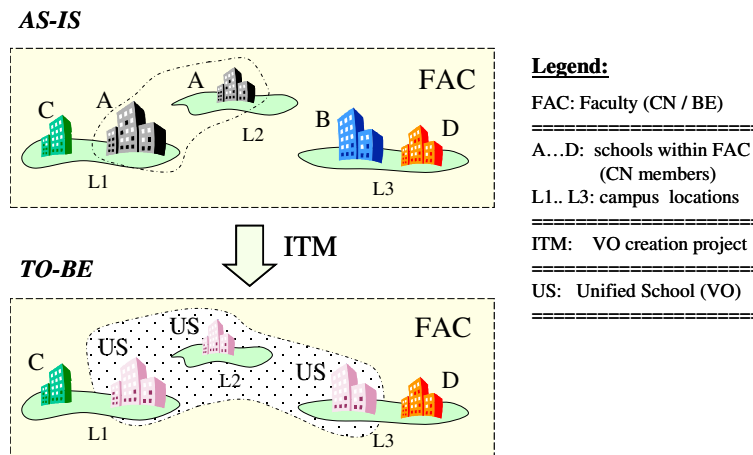 AS-IS
FAC
C
A
A
B
D
L1
L2
L3
ITM
TO-BE
FAC
C
US
US
US
D
L1
L2
L3
Legend:
FAC: Faculty (CN / BE)
====================
A…D: schools within FAC
(CN members)
L1.. L3: campus locations
====================
ITM: VO creation project
====================
US: Unified School (VO)
====================